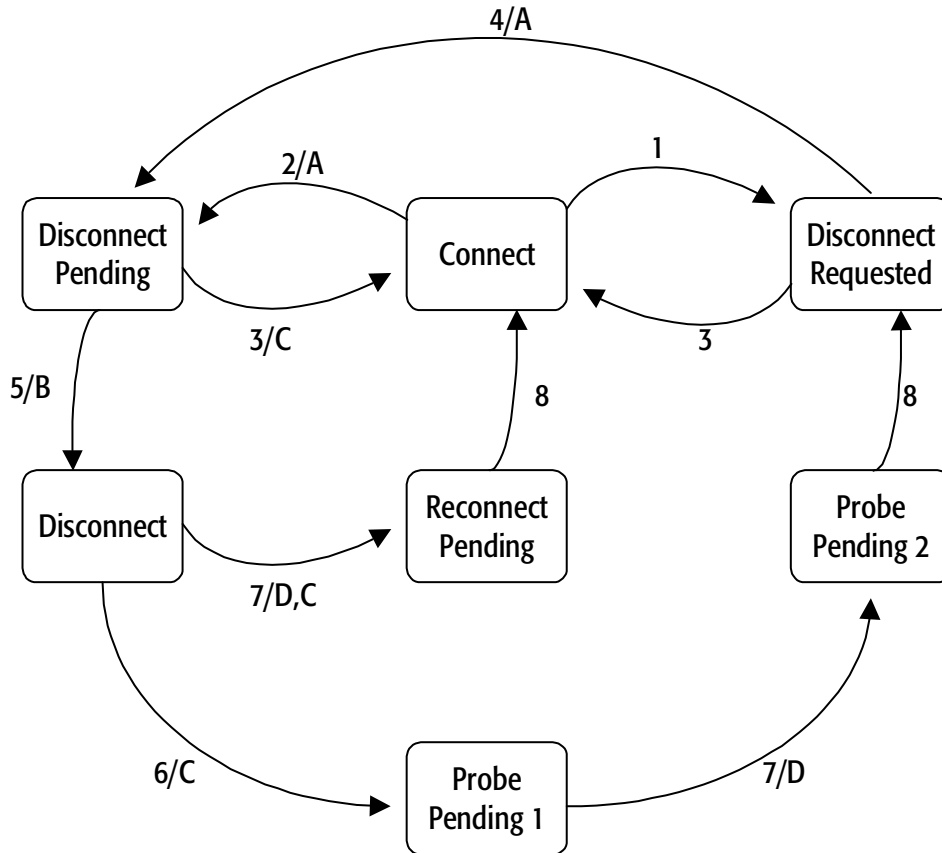 4/A
2/A
1
Disconnect
Pending
Connect
Disconnect
Requested
3/C
3
5/B
8
8
Disconnect
Reconnect
Pending
Probe
Pending 2
7/D,C
6/C
Probe
Pending 1
7/D